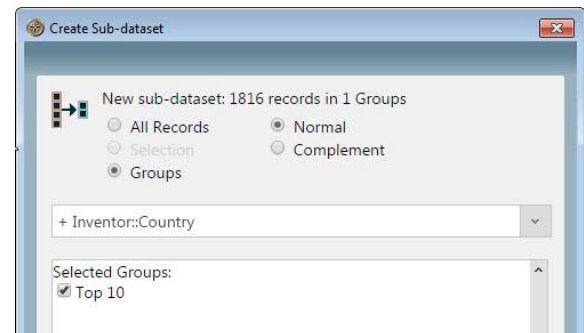 Create Sub-dataset
New sub-dataset: 1816 records in 1 Groups
All Records
Normal
Selection
Complement
Groups
+ Inventor::Country
Selected Groups:
Top 10